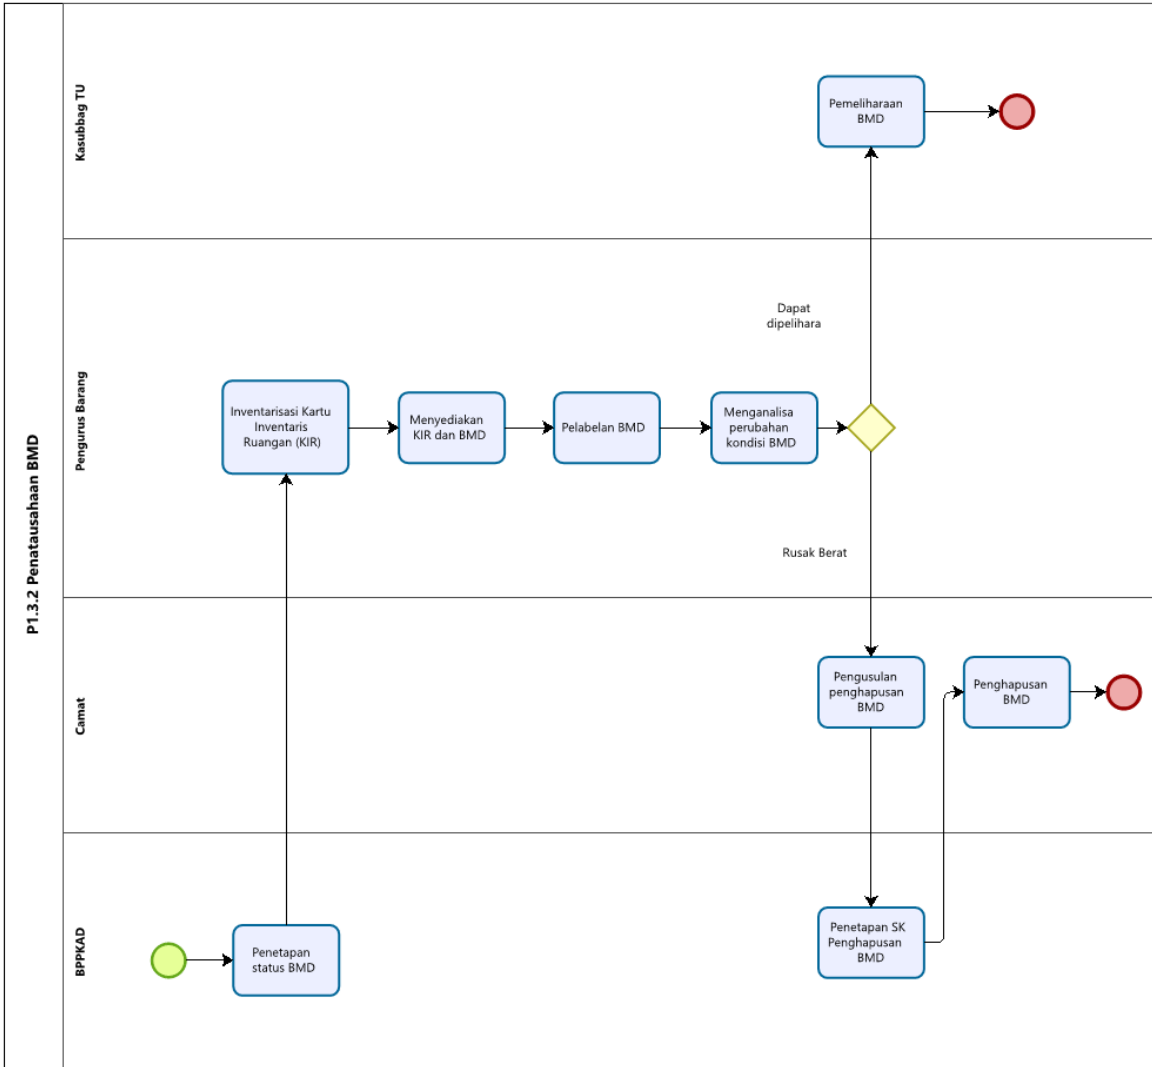 P1.3.2 Penatausahaan BMD
Kasubbag TU
Pemeliharaan
BMD
Pengurus Barang
Dapat
dipelihara
Inventarisasi Kartu
Inventaris
Ruangan (KIR)
Menyediakan
KIR dan BMD
Pelabelan BMD
Menganalisa
perubahan
kondisi BMD
Rusak Berat
Camat
Pengusulan
penghapusan
BMD
Penghapusan
BMD
BPPKAD
Penetapan
status BMD
Penetapan SK
Penghapusan
BMD